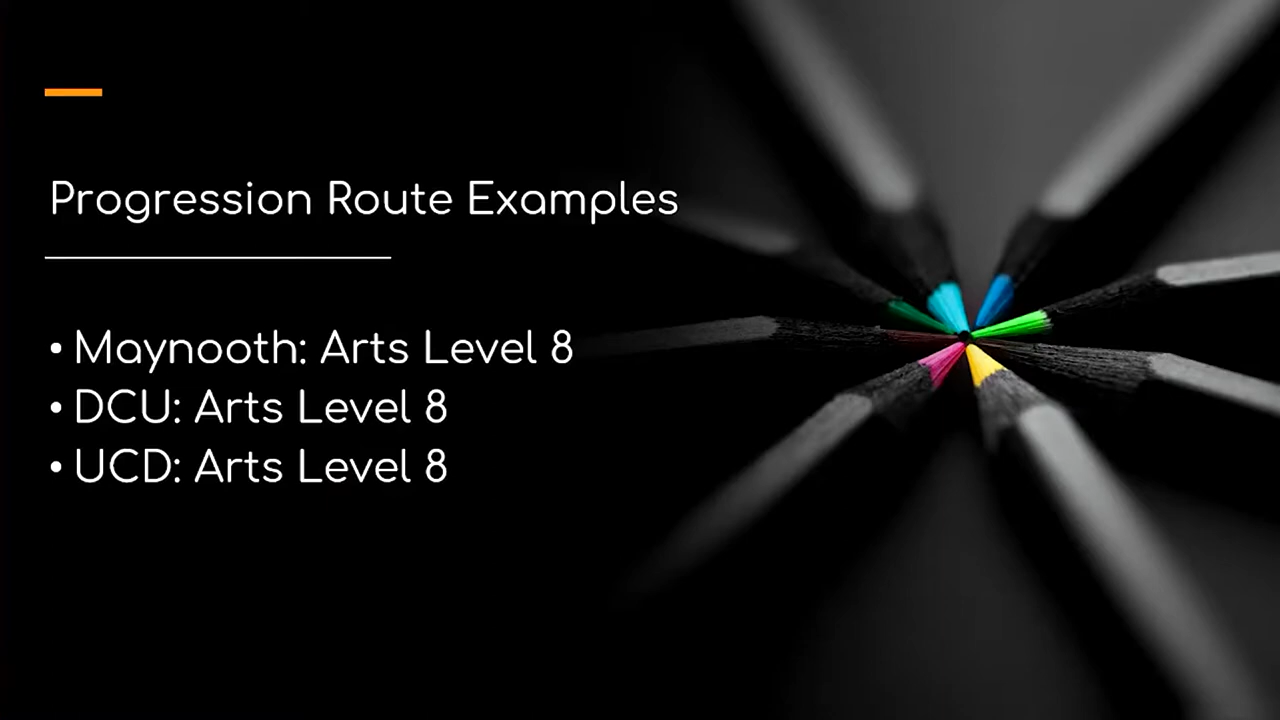 Progression Route Examples
• Maynooth: Arts Level 8
• DCU: Arts Level 8
• UCD: Arts Level 8